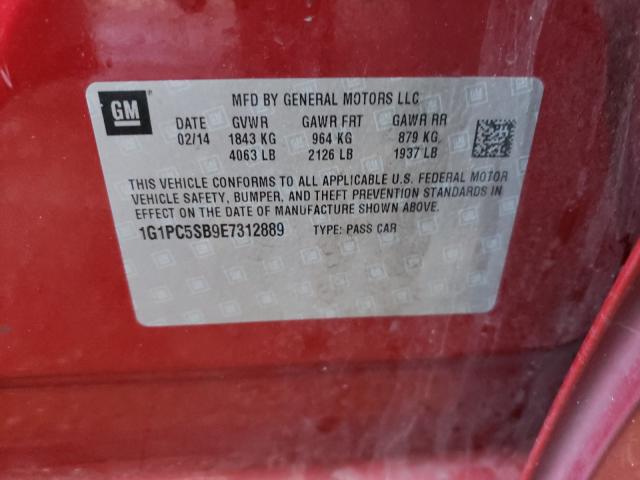 GM
MFD BY GENERAL MOTORS LLC
DATE GVWR GAWR FRT GAWR RR
02/14 1843 KG 964 KG 879 KG
4063 LB 2126 LB 1937 LB
THIS VEHICLE CONFORMS TO ALL APPLICABLE U.S. FEDERAL MOTOR
VEHICLE SAFETY, BUMPER, AND THEFT PREVENTION STANDARDS IN
EFFECT ON THE DATE OF MANUFACTURE SHOWN ABOVE.
1G1PC5SB9E7312889 TYPE: PASS CAR